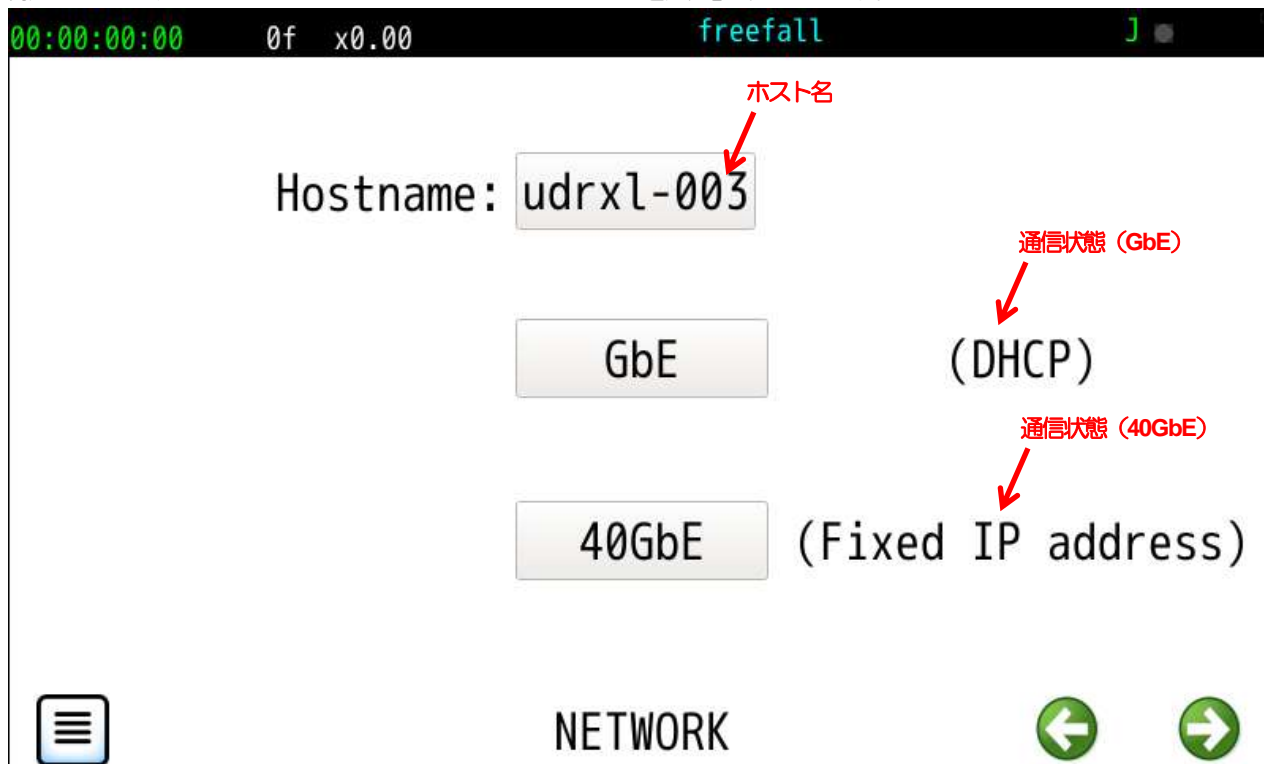 00:00:00:00 0f x0.00 freefall J
ホスト名
Hostname: udrxl-003
通信状態（GbE）
GbE (DHCP)
通信状態（40GbE）
40GbE (Fixed IP address)
NETWORK